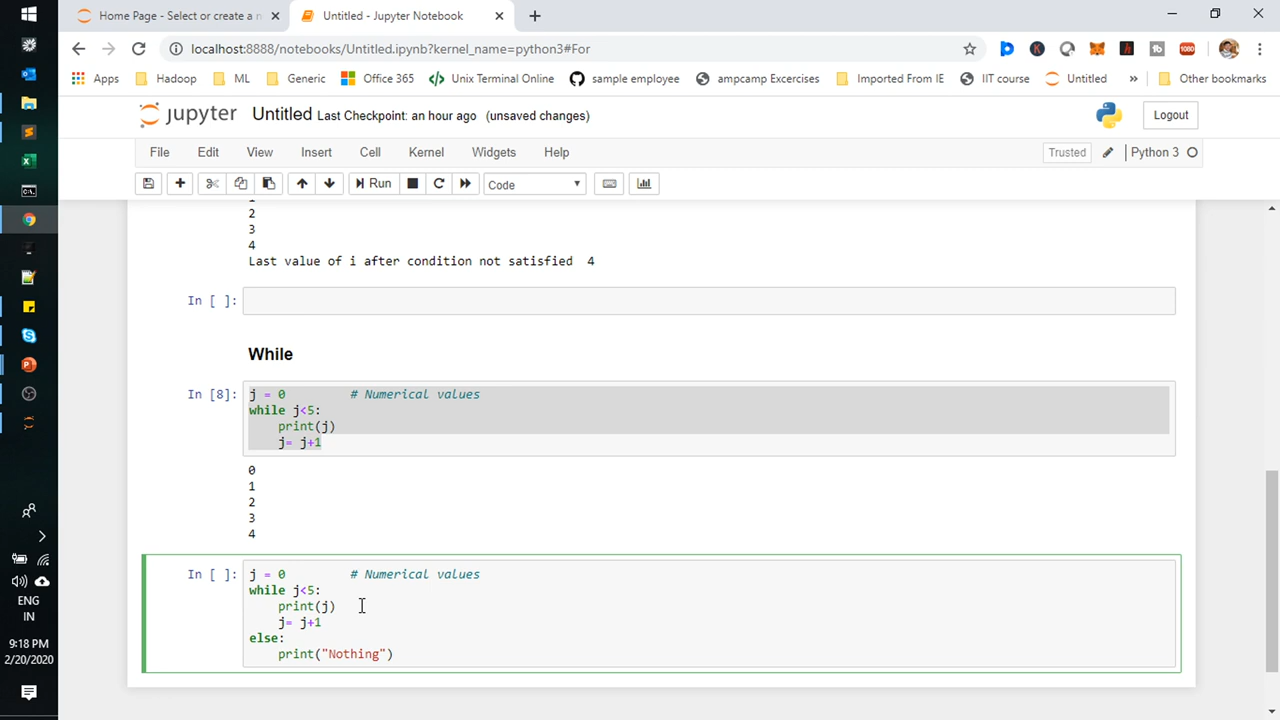 Home Page - Select or create a n
Untitled - Jupyter Notebook
localhost:8888/notebooks/Untitled.ipynb?kernel_name=python3#For
Apps Hadoop ML Generic Office 365 Unix Terminal Online sample employee ampcamp Excercises Imported From IE IIT course Untitled » Other bookmarks
jupyter Untitled Last Checkpoint: an hour ago (unsaved changes) Logout
File Edit View Insert Cell Kernel Widgets Help Trusted Python 3
Run Code
2
3
4
Last value of i after condition not satisfied 4
In [ ]:
While
In [8]: j = 0 # Numerical values
while j<5:
print(j)
j= j+1
0
1
2
3
4
In [ ]: j = 0 # Numerical values
while j<5:
print(j)
j= j+1
else:
print("Nothing")
ENG
IN
9:18 PM
2/20/2020